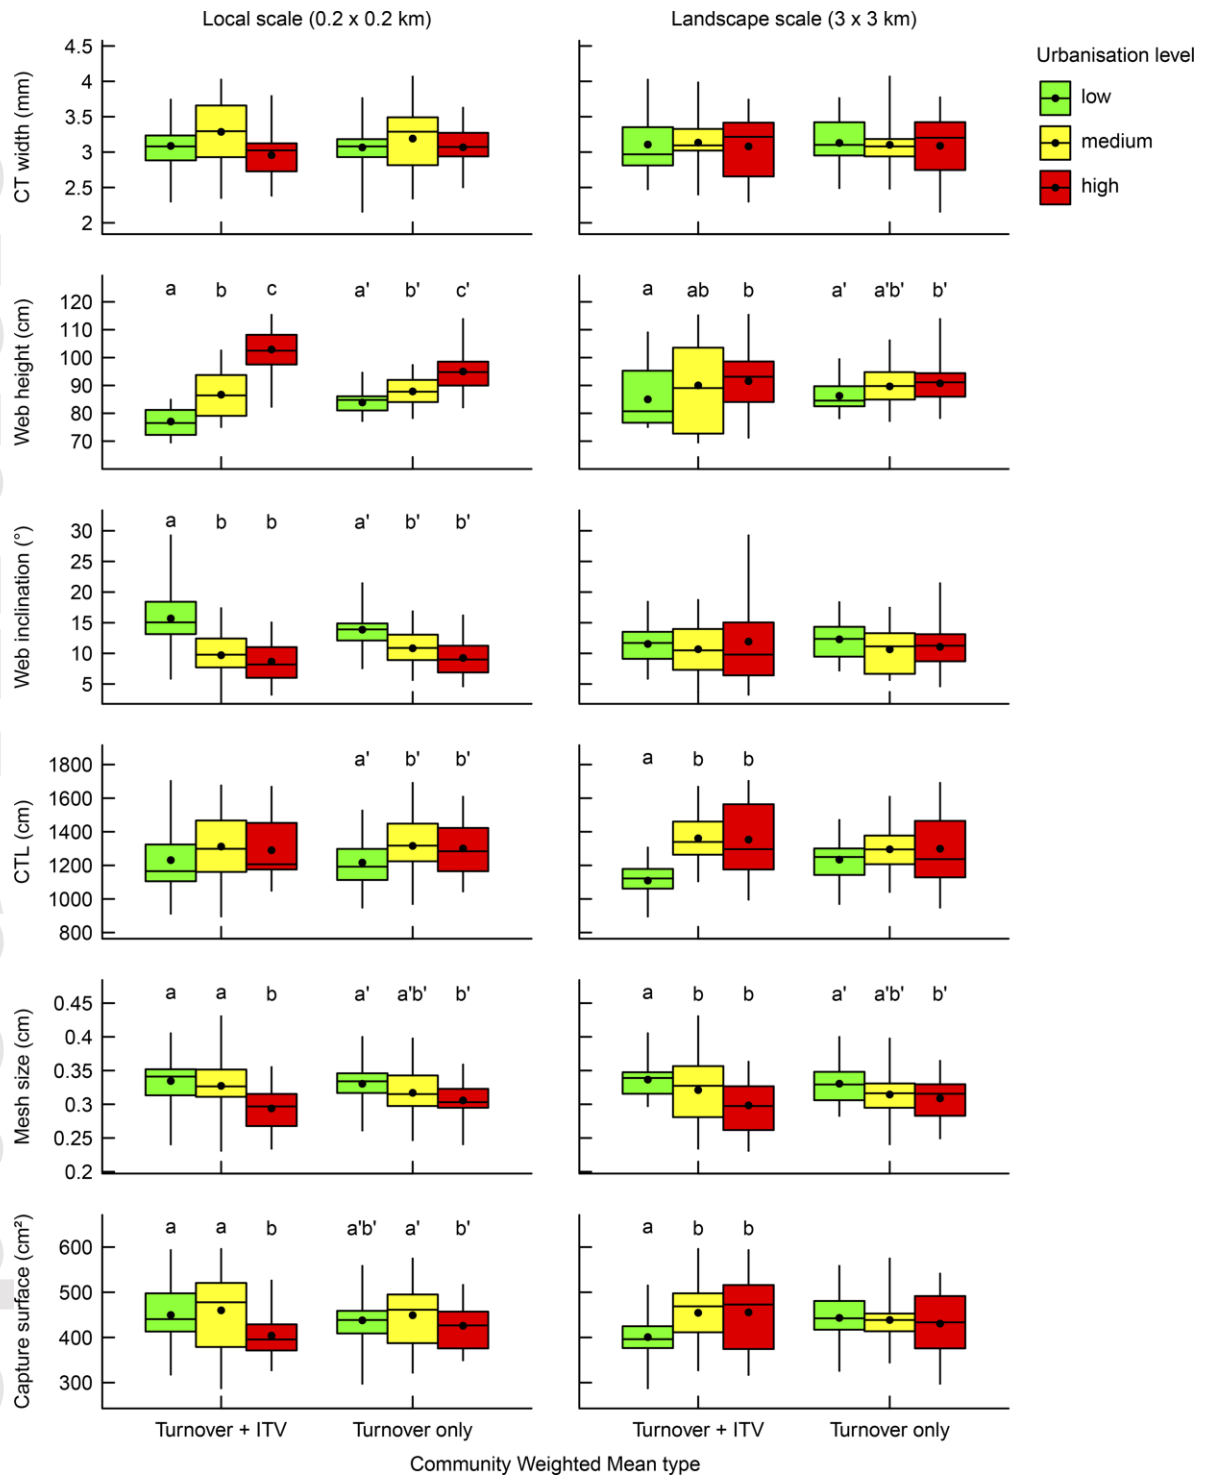 Local scale (0.2 x 0.2 km)
Landscape scale (3 x 3 km)
Urbanisation level
low
medium
high
CT width (mm)
4.5
4
3.5
3
2.5
2
Web height (cm)
120
110
100
90
80
70
a b c a' b' c'
a ab b a' a'b' b'
Web inclination (°)
30
25
20
15
10
5
a b b a' b' b'
CTL (cm)
1800
1600
1400
1200
1000
800
a' b' b'
a b b
Mesh size (cm)
0.45
0.4
0.35
0.3
0.25
0.2
a a b a' a'b' b'
a b b a' a'b' b'
Capture surface (cm²)
600
500
400
300
a a b a'b' a' b'
a b b
Turnover + ITV
Turnover only
Turnover + ITV
Turnover only
Community Weighted Mean type